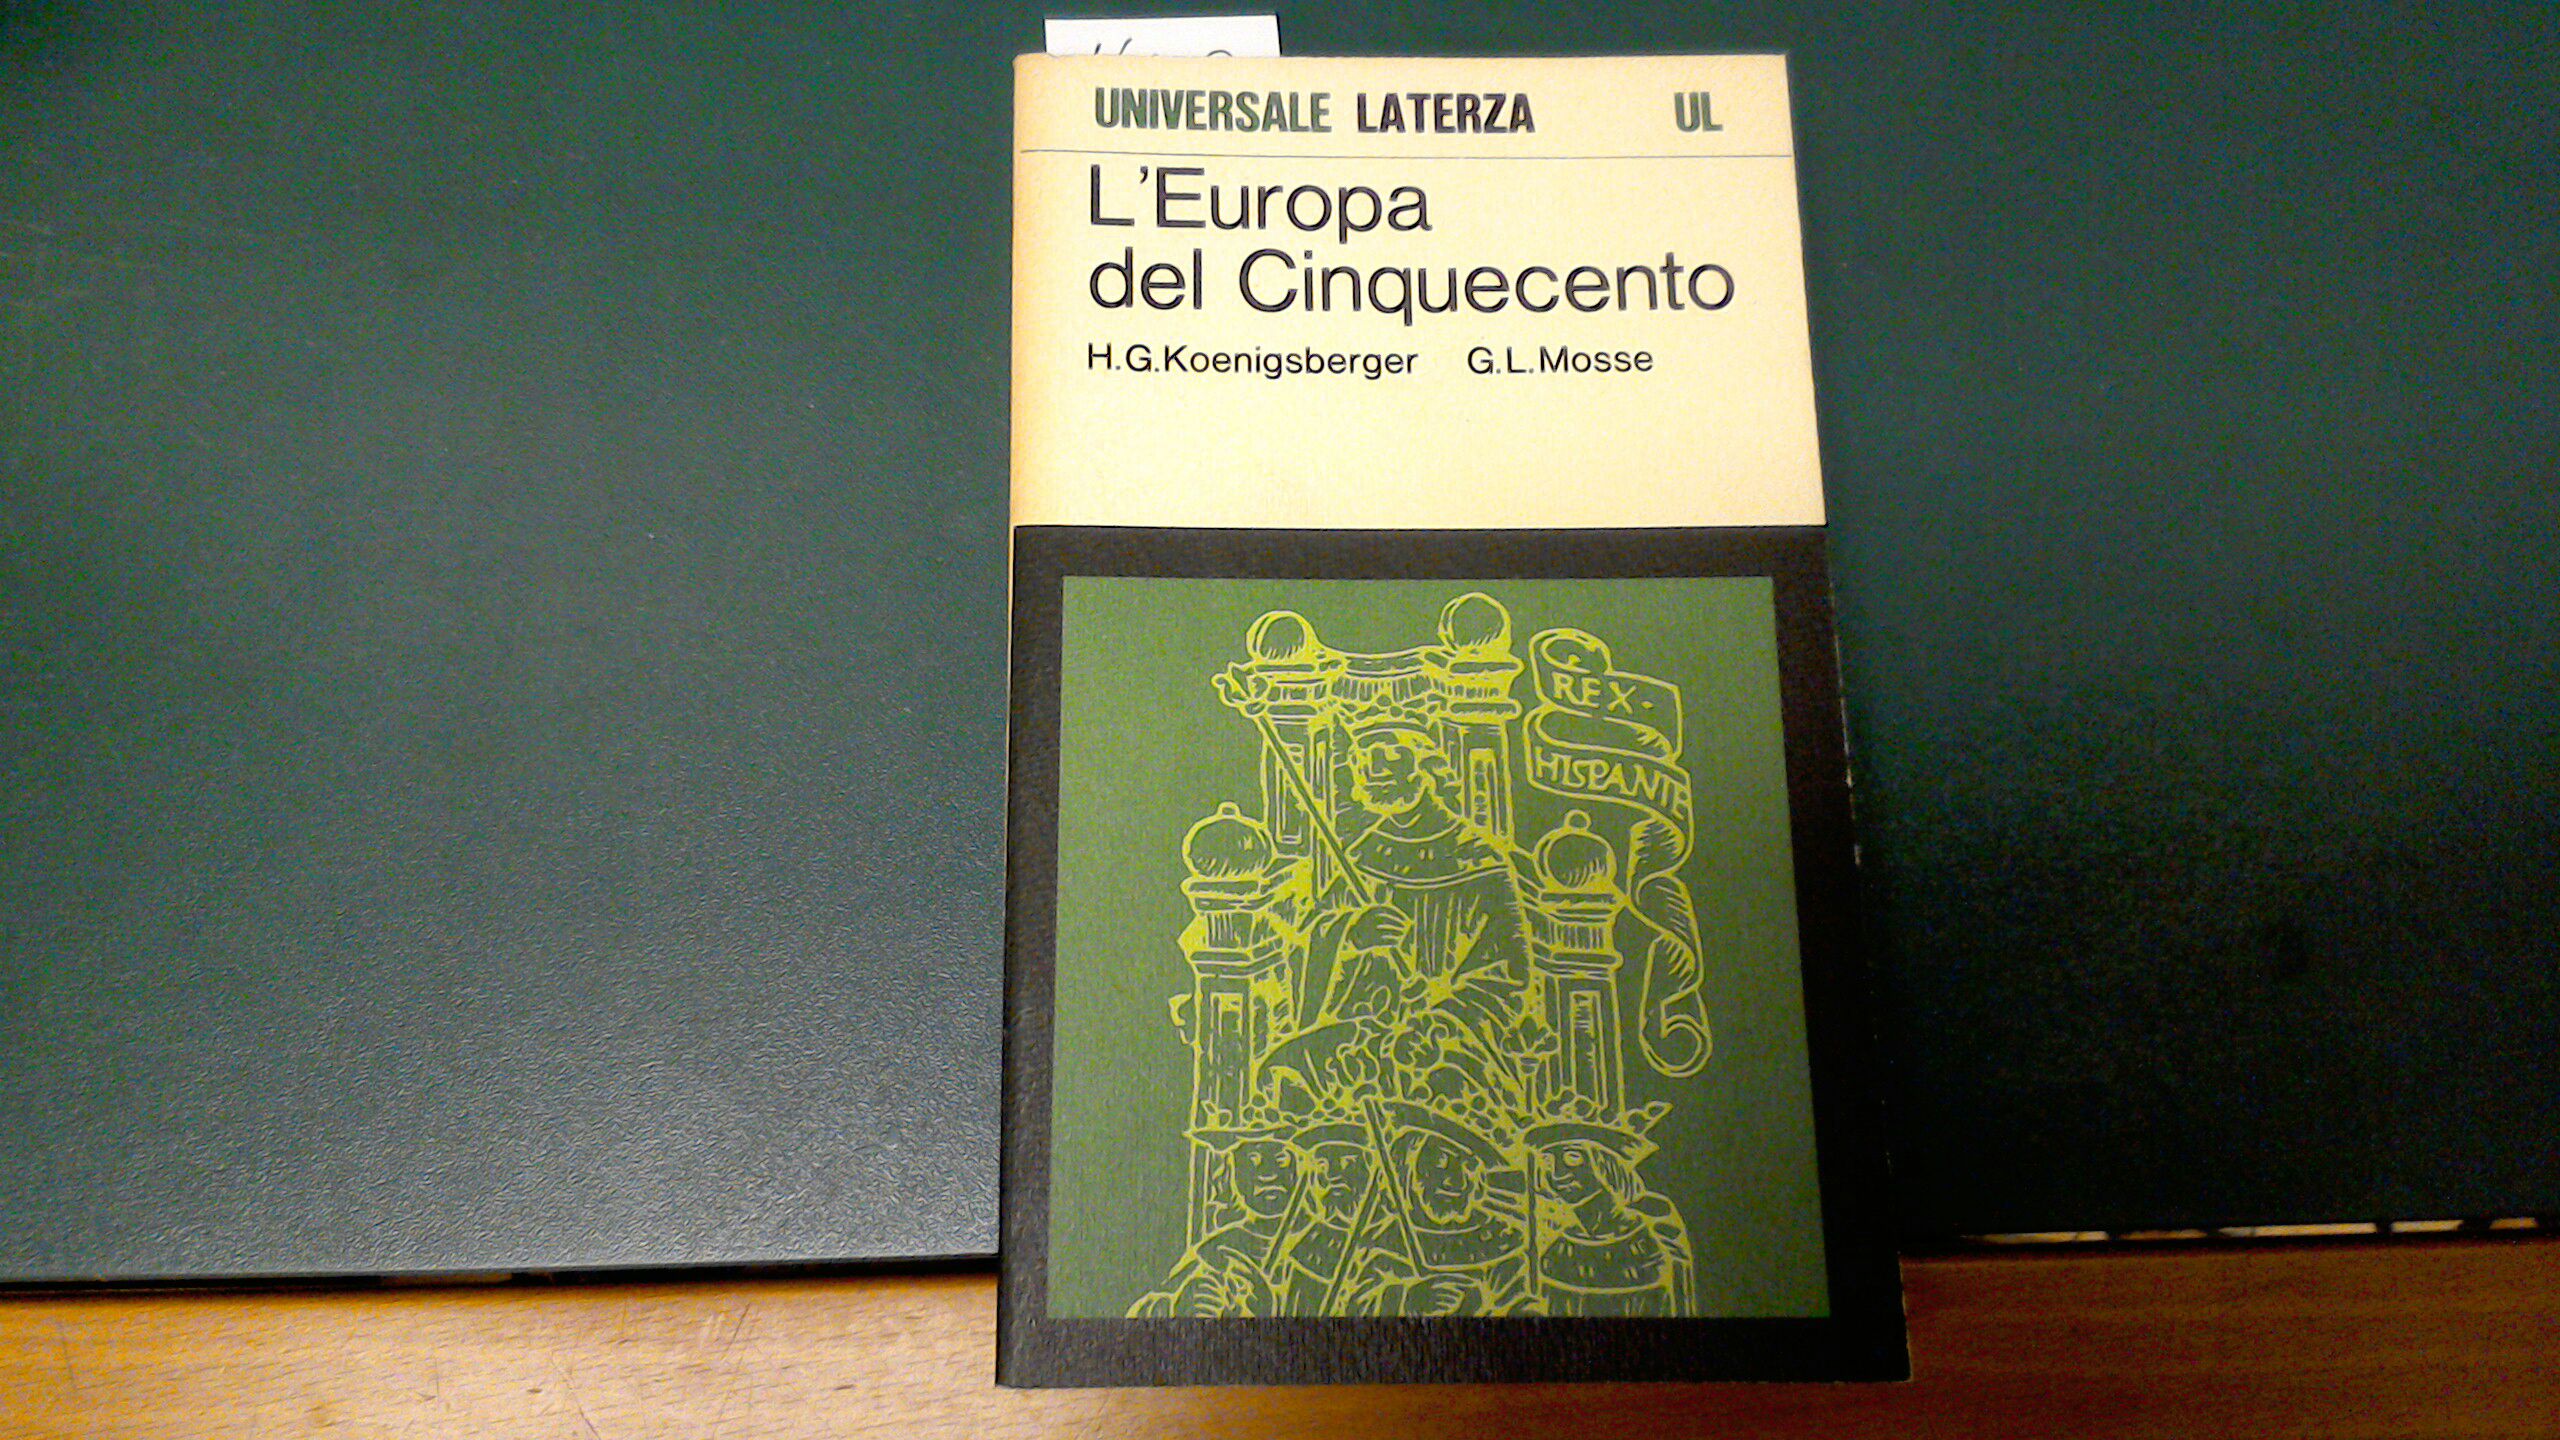 UNIVERSALE LATERZA UL
L'Europa
del Cinquecento
H.G.Koenigsberger G.L.Mosse
REX·
HISPANIE